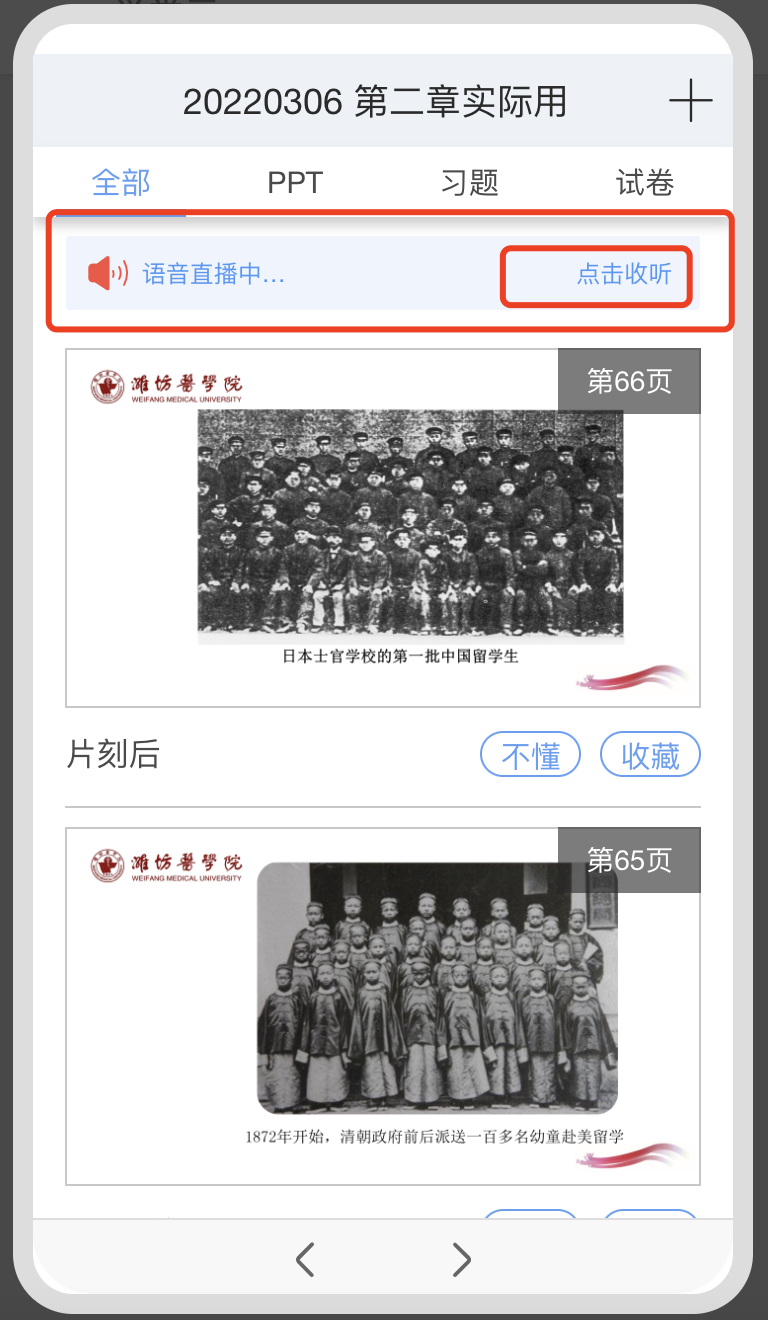 20220306 第二章实际用
全部 PPT 习题 试卷
语音直播中... 点击收听
第66页
潍坊醫學院
WEIFANG MEDICAL UNIVERSITY
日本士官学校的第一批中国留学生
片刻后 不懂 收藏
第65页
潍坊醫學院
WEIFANG MEDICAL UNIVERSITY
1872年开始，清朝政府前后派送一百多名幼童赴美留学